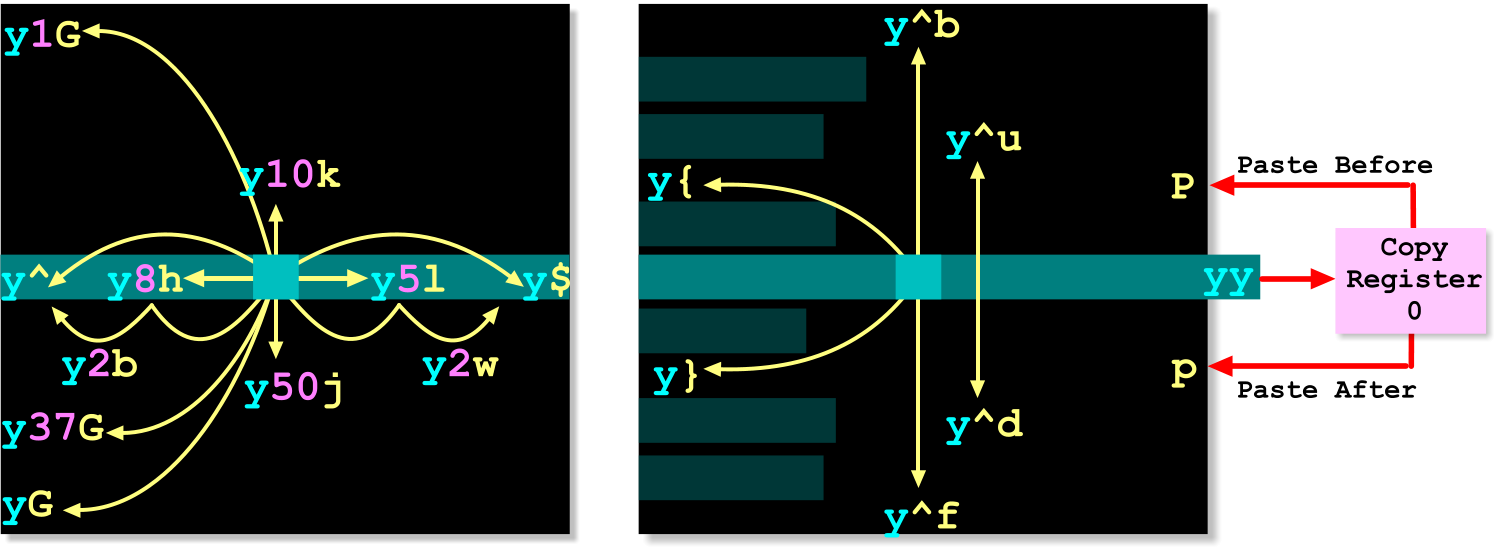 y1G
y10k
y^ y8h y5l y$
y2b y2w
y50j
y37G
yG
y^b
y^u
y{
yy
y}
y^d
y^f
P
Paste Before
Copy
Register
0
p
Paste After